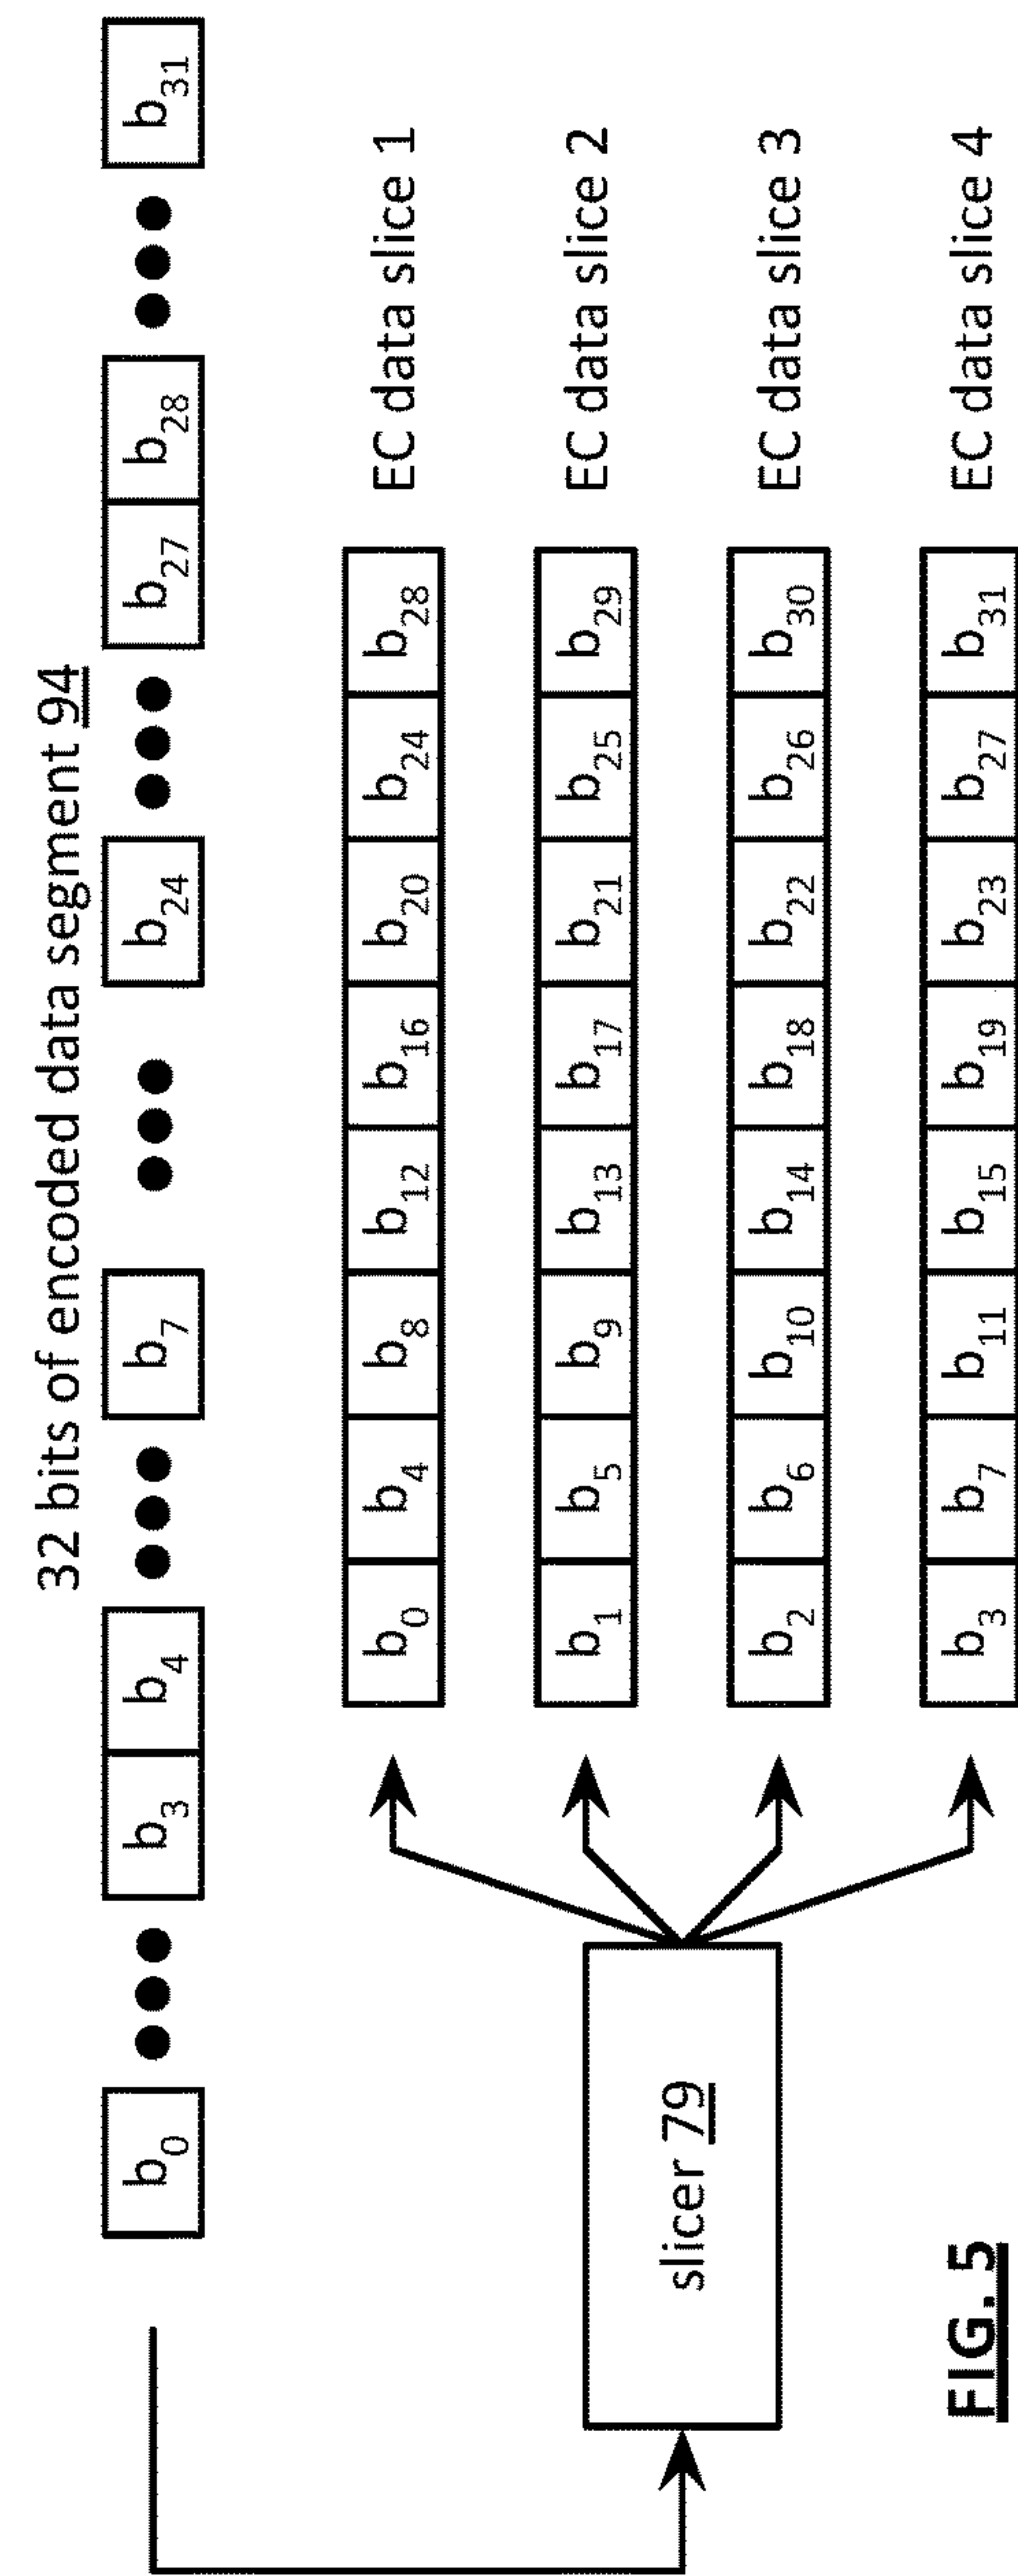 32 bits of encoded data segment 94
b0 ●●● b3 b4 ●●● b7 ●●● b24 ●●● b27 b28 ●●● b31
b0 b4 b8 b12 b16 b20 b24 b28 EC data slice 1
b1 b5 b9 b13 b17 b21 b25 b29 EC data slice 2
slicer 79
b2 b6 b10 b14 b18 b22 b26 b30 EC data slice 3
b3 b7 b11 b15 b19 b23 b27 b31 EC data slice 4
FIG. 5